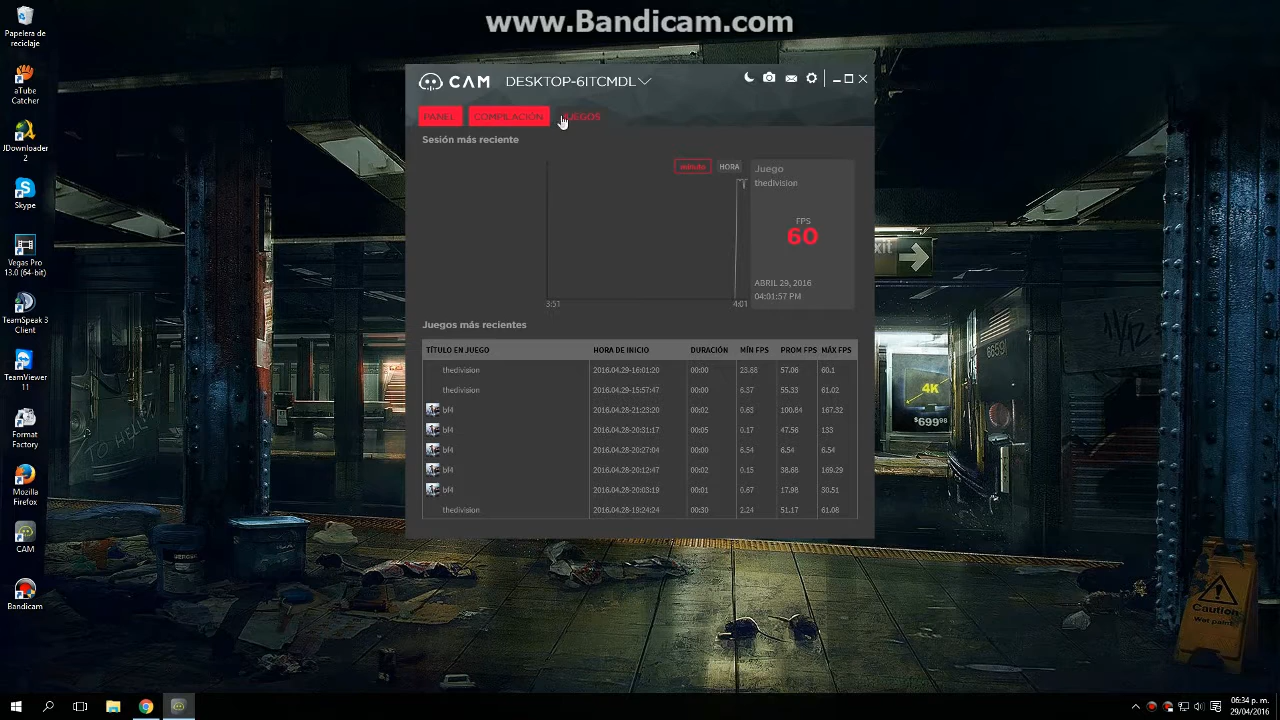 www.Bandicam.com
Papelera de reciclaje
aTube Catcher
JDownloader 2
Skype
Vegas Pro 13.0 (64-bit)
TeamSpeak 3 Client
TeamViewer 11
Format Factory
Mozilla Firefox
CAM
Bandicam
CAM DESKTOP-6ITCMDL
PANEL COMPILACIÓN JUEGOS
Sesión más reciente
minuto HORA
Juego
thedivision
FPS
60
ABRIL 29, 2016
04:01:57 PM
3:51 4:01
Juegos más recientes
TÍTULO EN JUEGO HORA DE INICIO DURACIÓN MÍN FPS PROM FPS MÁX FPS
thedivision 2016.04.29-16:01:20 00:00 23.68 57.06 60.1
thedivision 2016.04.29-15:57:47 00:00 6.37 55.33 61.02
bf4 2016.04.28-21:23:20 00:02 0.63 100.84 167.32
bf4 2016.04.28-20:31:17 00:05 0.17 47.58 133
bf4 2016.04.28-20:27:04 00:00 6.54 6.54 6.54
bf4 2016.04.28-20:12:47 00:02 0.15 38.68 169.29
bf4 2016.04.28-20:03:19 00:01 0.67 17.98 30.51
thedivision 2016.04.28-19:24:24 00:30 2.24 51.17 61.08
xit
4K
$699.98
Caution
Wet paint
06:34 p. m.
29/04/2016